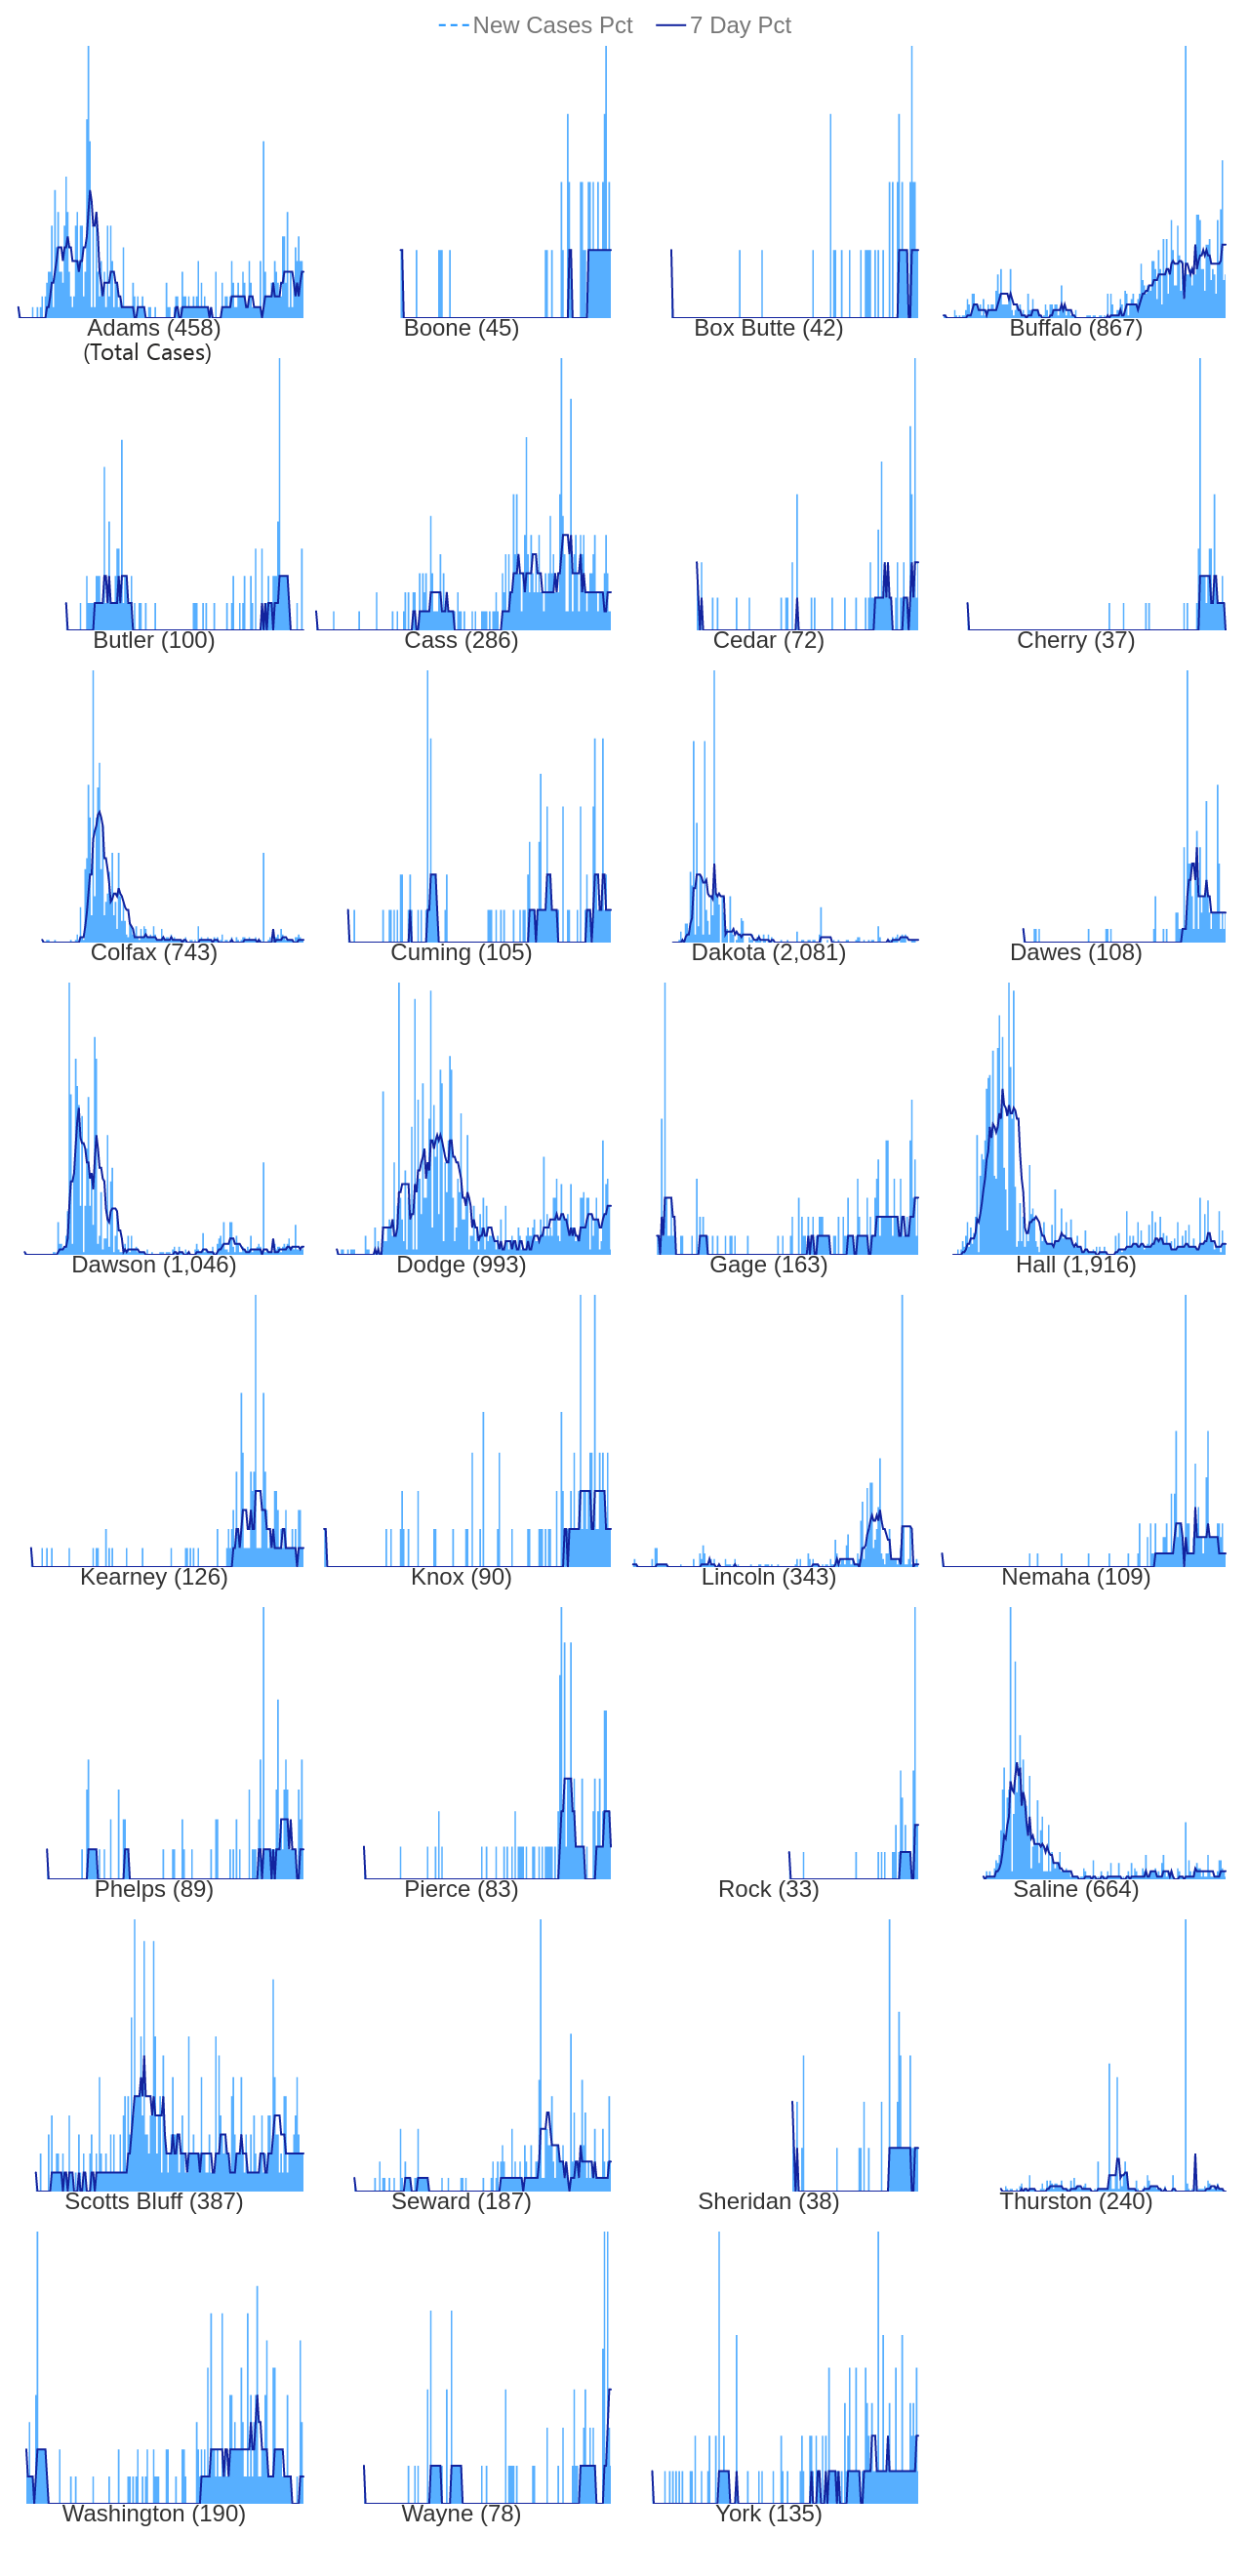 New Cases Pct 7 Day Pct
Adams (458) Boone (45) Box Butte (42) Buffalo (867)
(Total Cases)
Butler (100) Cass (286) Cedar (72) Cherry (37)
Colfax (743) Cuming (105) Dakota (2,081) Dawes (108)
Dawson (1,046) Dodge (993) Gage (163) Hall (1,916)
Kearney (126) Knox (90) Lincoln (343) Nemaha (109)
Phelps (89) Pierce (83) Rock (33) Saline (664)
Scotts Bluff (387) Seward (187) Sheridan (38) Thurston (240)
Washington (190) Wayne (78) York (135)